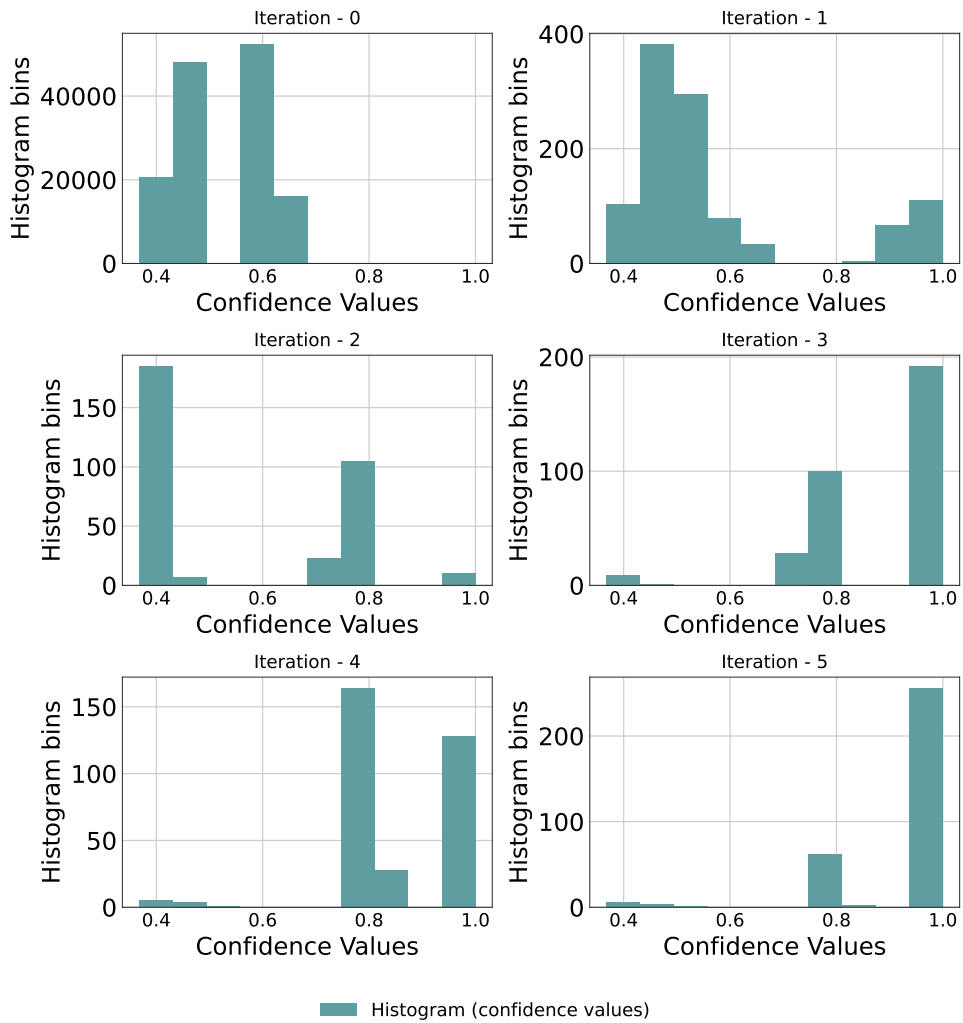 Iteration - 0
Histogram bins
40000
20000
0
0.4 0.6 0.8 1.0
Confidence Values
Iteration - 1
Histogram bins
400
200
0
0.4 0.6 0.8 1.0
Confidence Values
Iteration - 2
Histogram bins
150
100
50
0
0.4 0.6 0.8 1.0
Confidence Values
Iteration - 3
Histogram bins
200
100
0
0.4 0.6 0.8 1.0
Confidence Values
Iteration - 4
Histogram bins
150
100
50
0
0.4 0.6 0.8 1.0
Confidence Values
Iteration - 5
Histogram bins
200
100
0
0.4 0.6 0.8 1.0
Confidence Values
Histogram (confidence values)